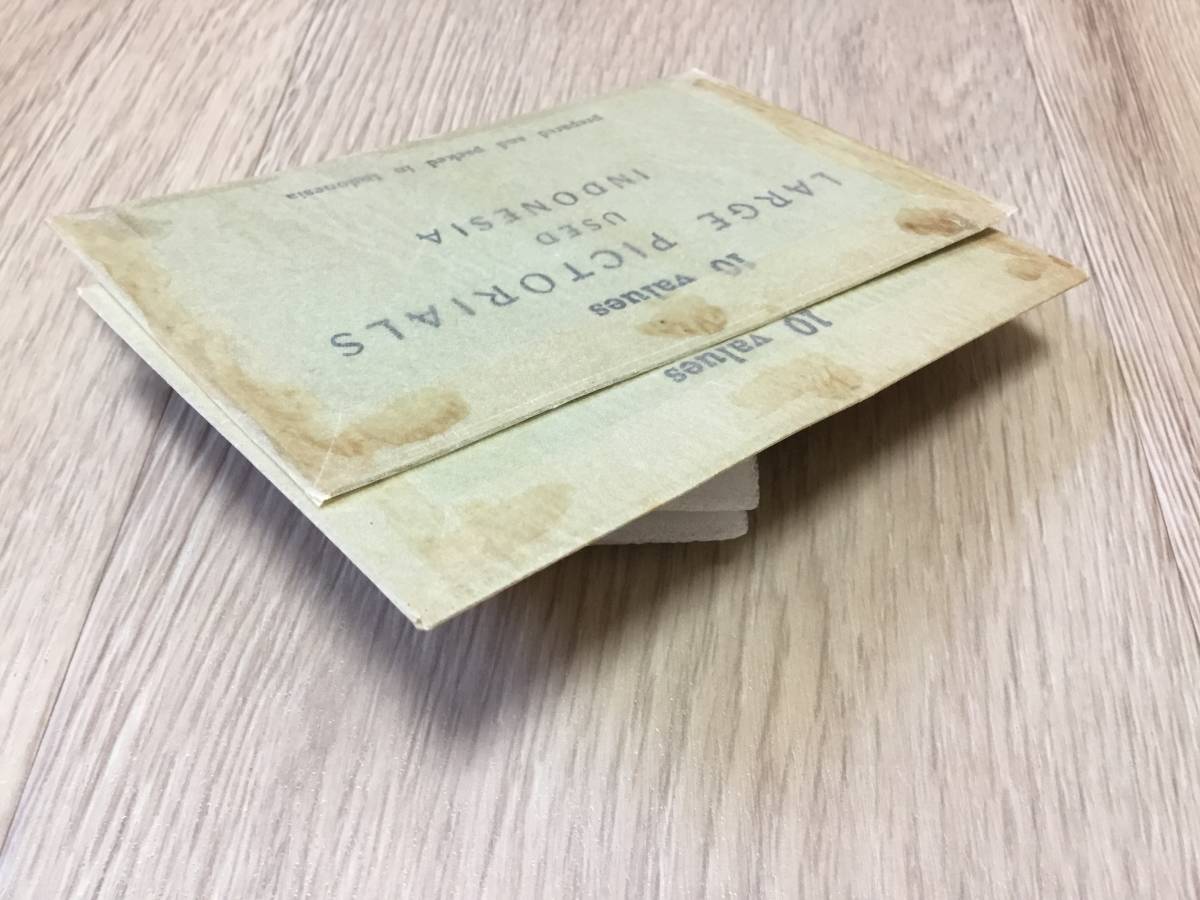 10 values
LARGE PICTORIALS
USED
INDONESIA
prepared and packed in Indonesia
10 values